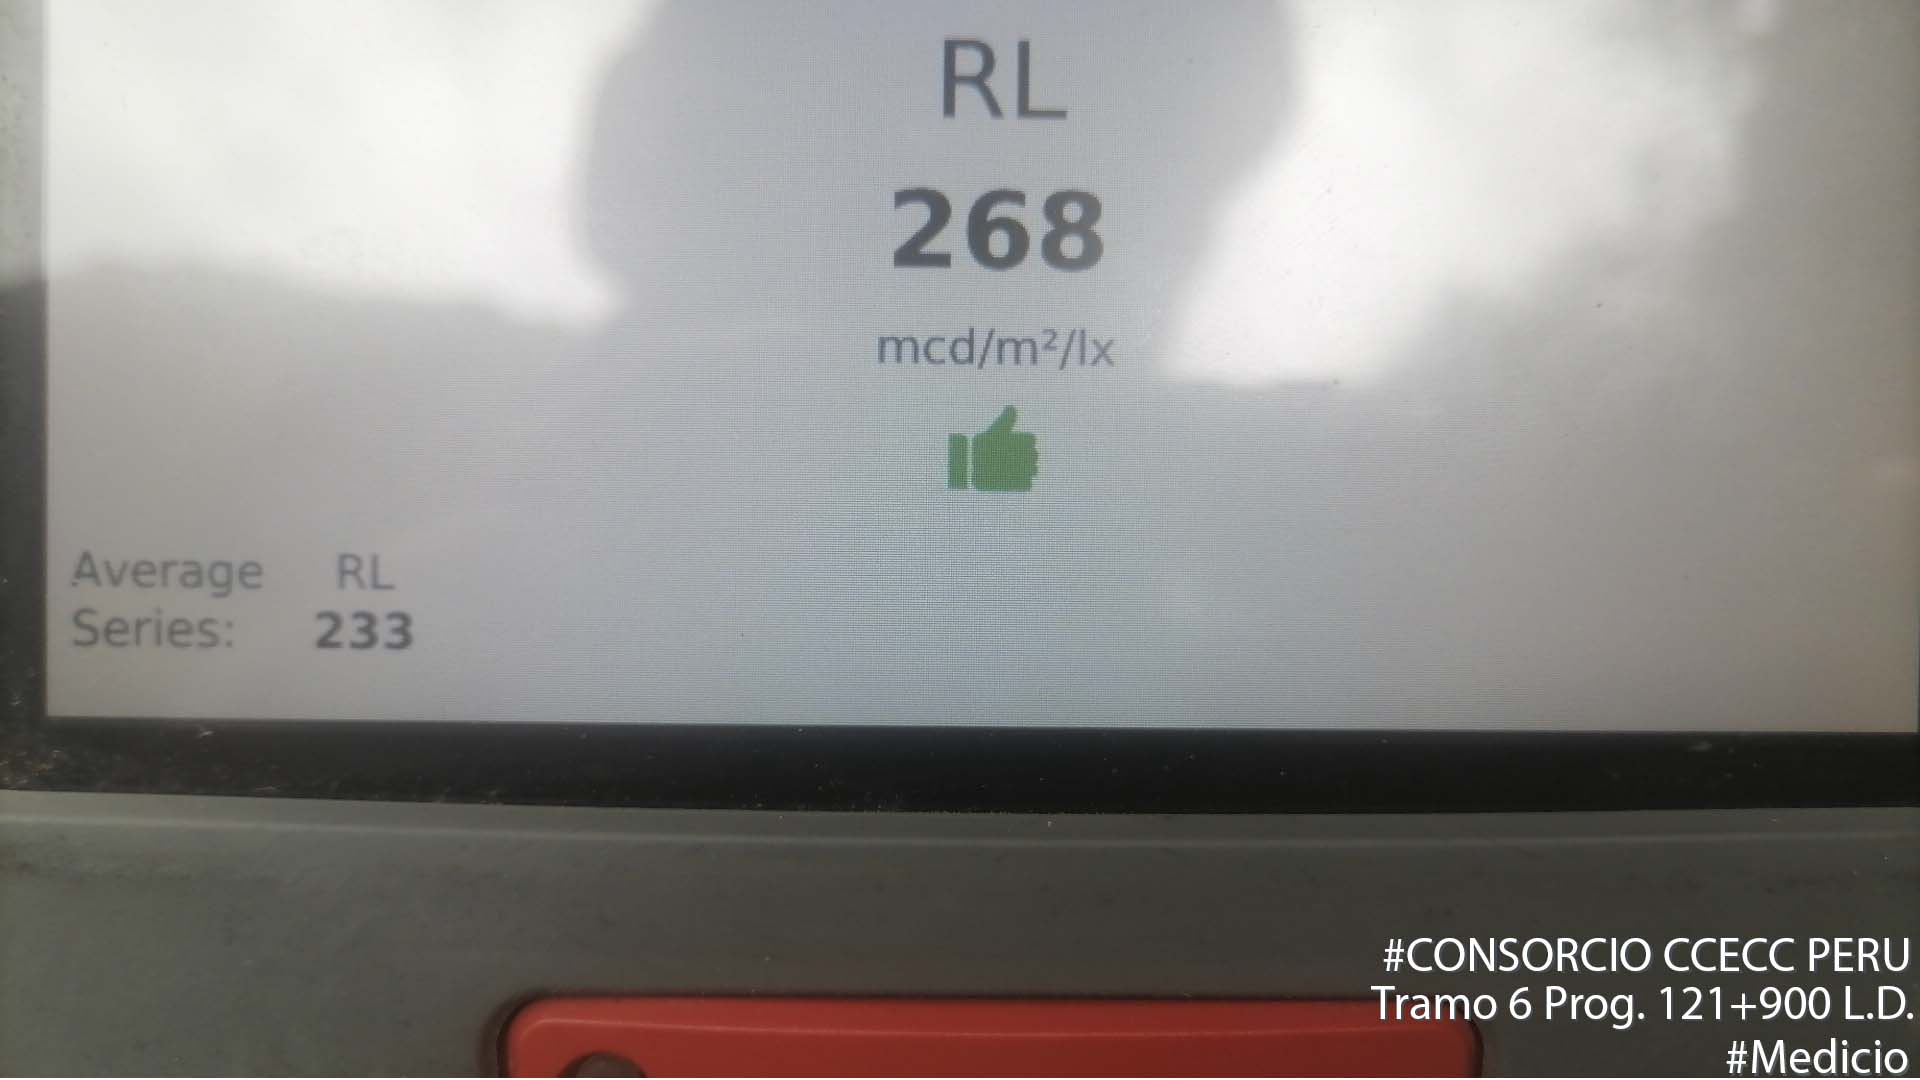 RL
268
mcd/m²/lx
Average RL
Series: 233
#CONSORCIO CCECC PERU
Tramo 6 Prog. 121+900 L.D.
#Medicio